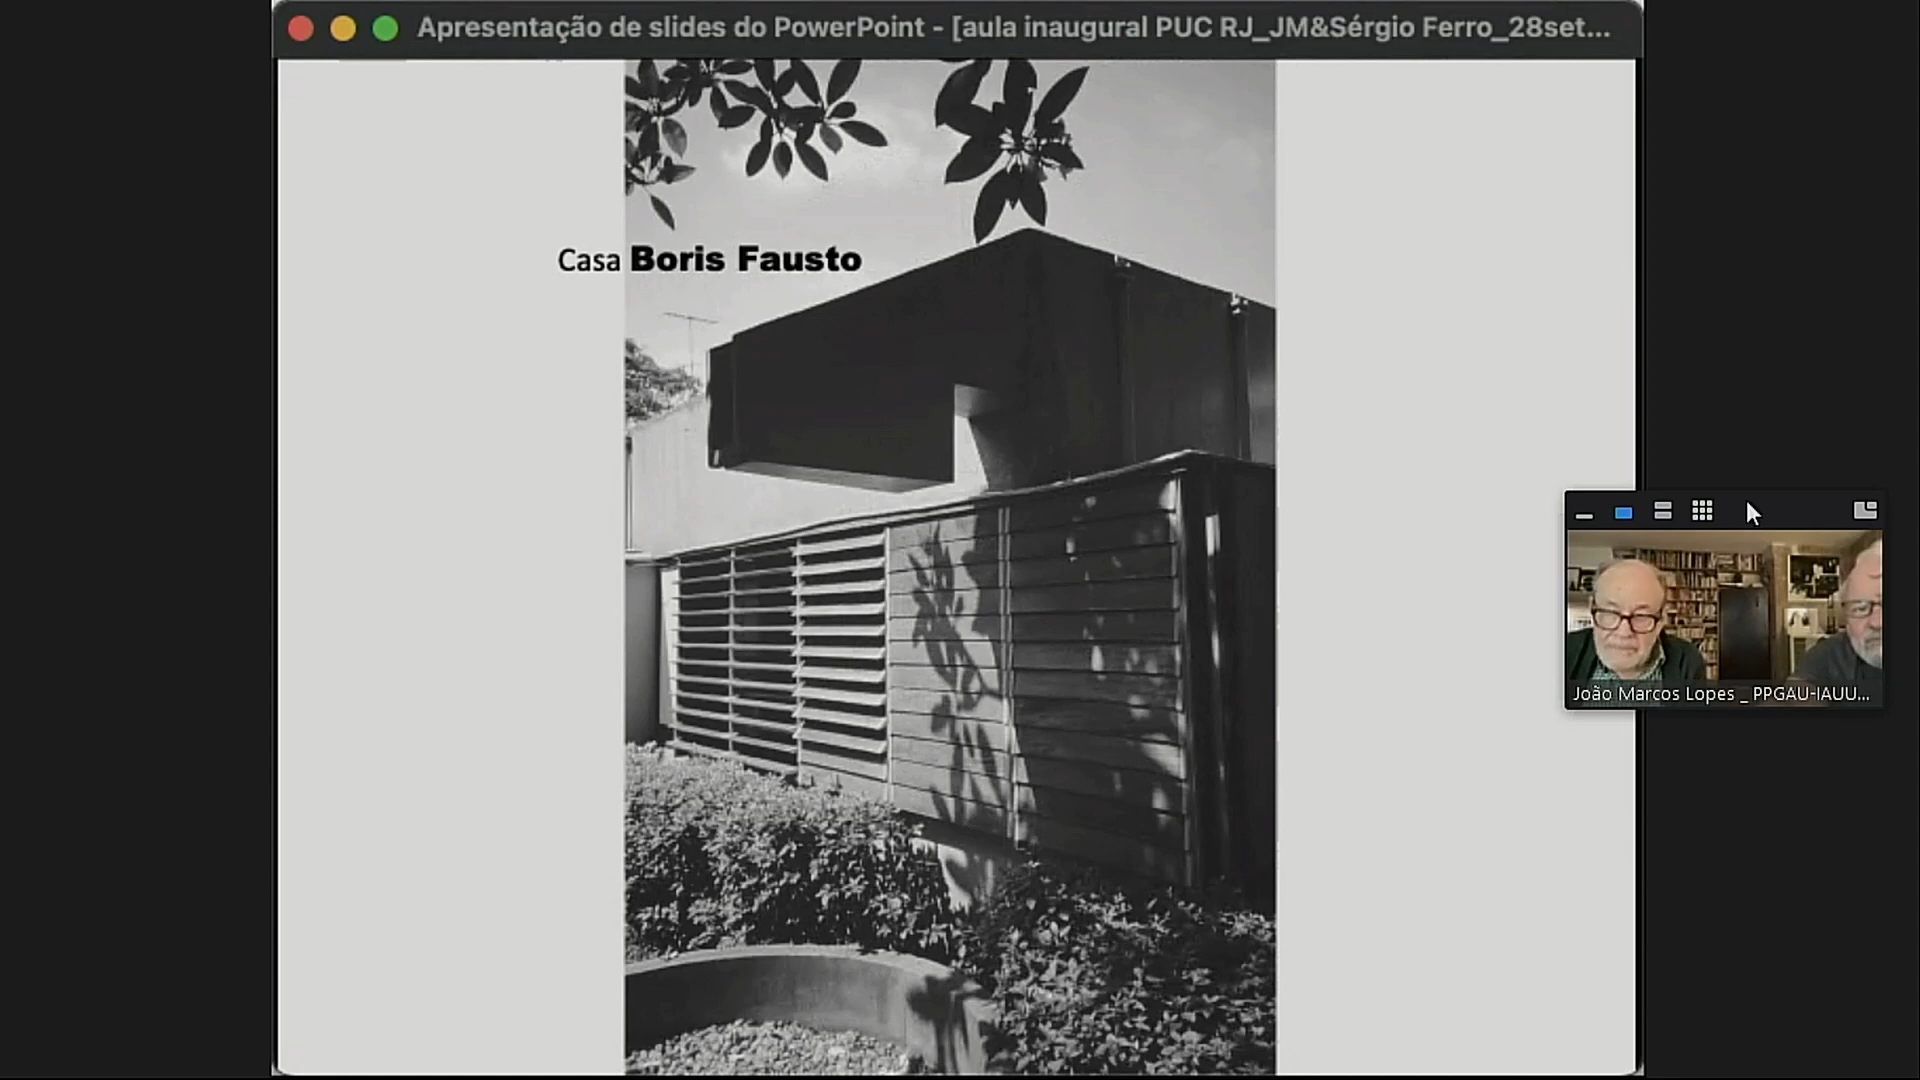 Apresentação de slides do PowerPoint - [aula inaugural PUC RJ_JM&Sérgio Ferro_28set...
Casa Boris Fausto
João Marcos Lopes _ PPGAU-IAUU...